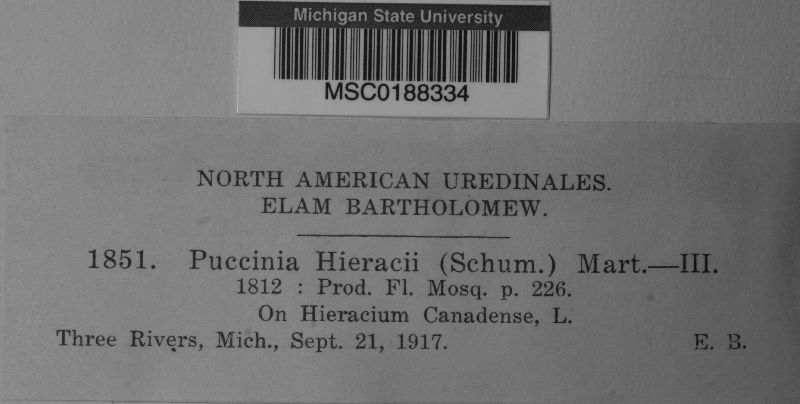 Michigan State University
MSC0188334
NORTH AMERICAN UREDINALES.
ELAM BARTHOLOMEW.
1851. Puccinia Hieracii (Schum.) Mart.—III.
1812 : Prod. Fl. Mosq. p. 226.
On Hieracium Canadense, L.
Three Rivers, Mich., Sept. 21, 1917. E. B.